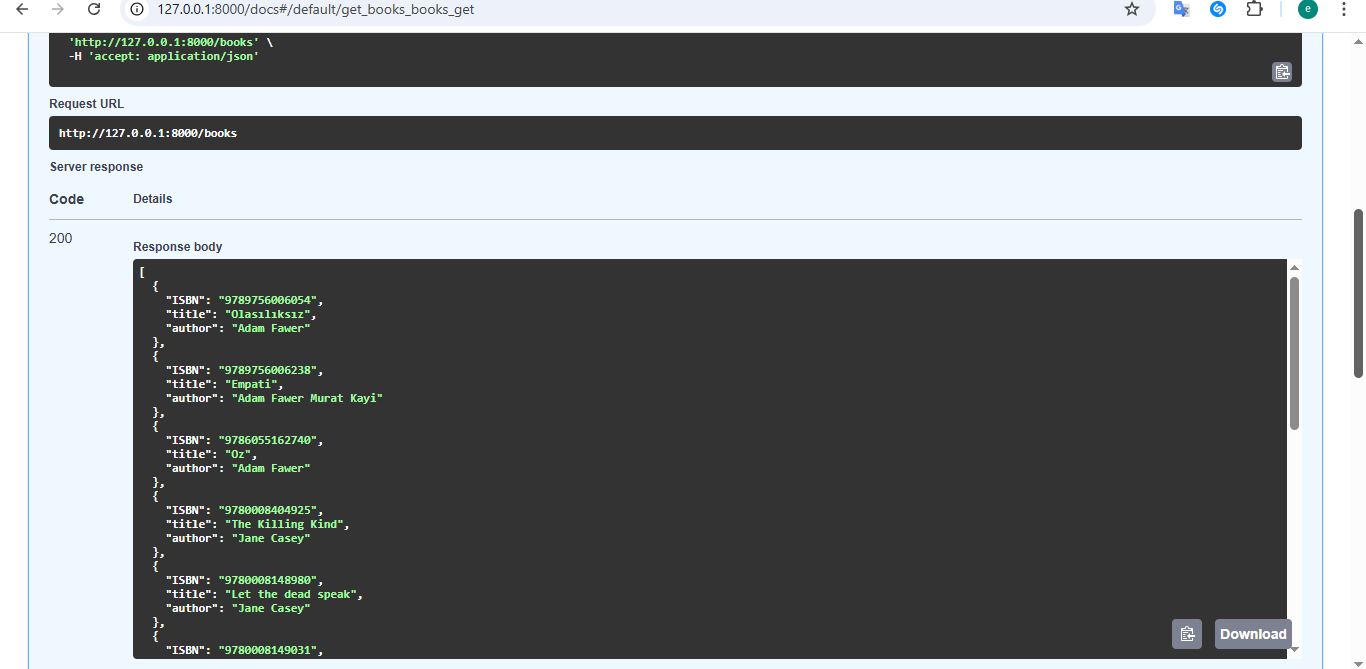 127.0.0.1:8000/docs#/default/get_books_books_get
e
'http://127.0.0.1:8000/books' \
-H 'accept: application/json'
Request URL
http://127.0.0.1:8000/books
Server response
Code Details
200
Response body
[
{
"ISBN": "9789756006054",
"title": "Olasılıksız",
"author": "Adam Fawer"
},
{
"ISBN": "9789756006238",
"title": "Empati",
"author": "Adam Fawer Murat Kayi"
},
{
"ISBN": "9786055162740",
"title": "Oz",
"author": "Adam Fawer"
},
{
"ISBN": "9780008404925",
"title": "The Killing Kind",
"author": "Jane Casey"
},
{
"ISBN": "9780008148980",
"title": "Let the dead speak",
"author": "Jane Casey"
},
{
"ISBN": "9780008149031",
Download